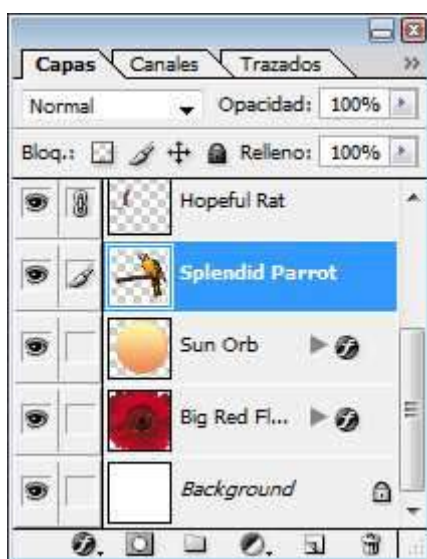 Capas Canales Trazados
Normal Opacidad: 100%
Bloq.: Relleno: 100%
Hopeful Rat
Splendid Parrot
Sun Orb
Big Red Fl...
Background